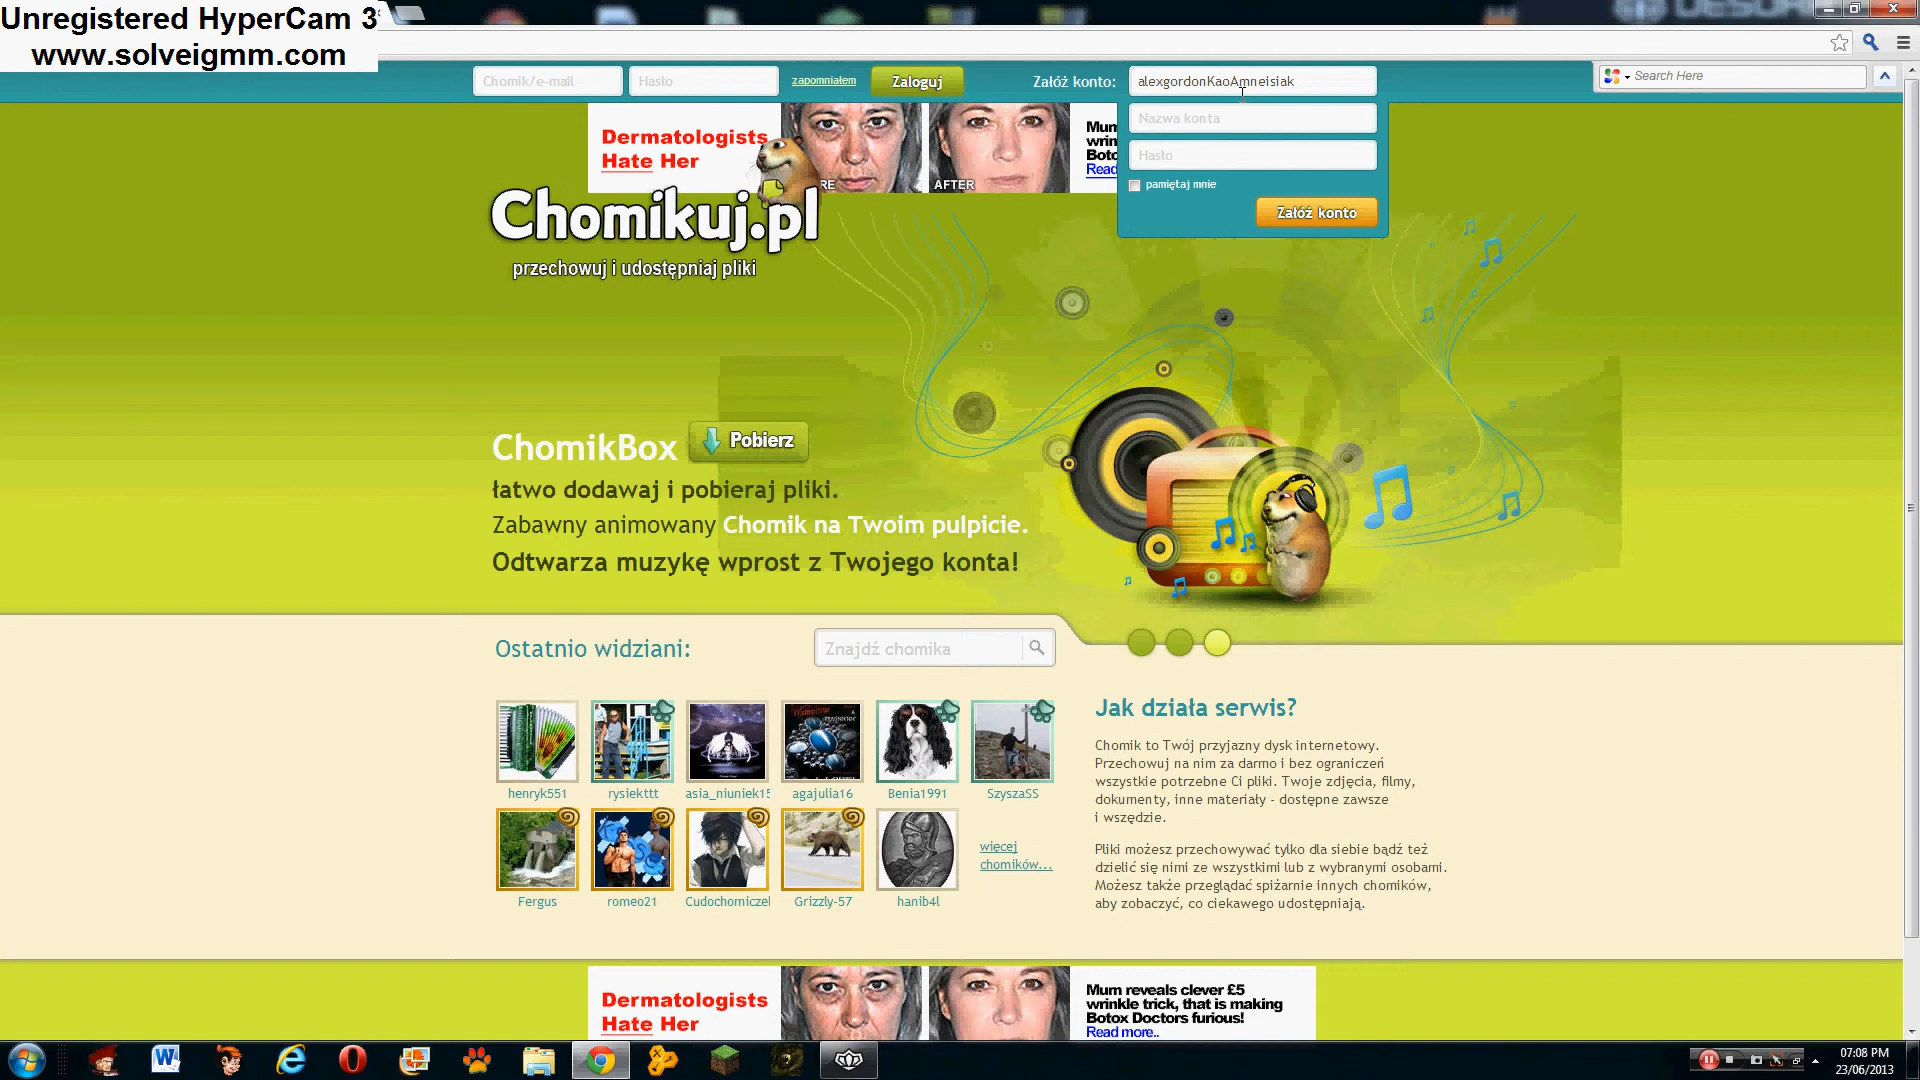 Unregistered HyperCam 3
www.solveigmm.com
Search Here
Chomik/e-mail
Hasło
zapomniałem
Zaloguj
Załóż konto:
alexgordonKaoAmneisiak
Nazwa konta
Hasło
pamiętaj mnie
Załóż konto
Dermatologists
Hate Her
RE
AFTER
Mum
wrin
Boto
Read
Chomikuj.pl
przechowuj i udostępniaj pliki
ChomikBox
Pobierz
łatwo dodawaj i pobieraj pliki.
Zabawny animowany Chomik na Twoim pulpicie.
Odtwarza muzykę wprost z Twojego konta!
Ostatnio widziani:
Znajdź chomika
henryk551
rysiekttt
asia_niuniek15
agajulia16
Benia1991
SzyszaSS
Fergus
romeo21
Cudochomiczel
Grizzly-57
hanib4l
więcej
chomików...
Jak działa serwis?
Chomik to Twój przyjazny dysk internetowy.
Przechowuj na nim za darmo i bez ograniczeń
wszystkie potrzebne Ci pliki. Twoje zdjęcia, filmy,
dokumenty, inne materiały - dostępne zawsze
i wszędzie.
Pliki możesz przechowywać tylko dla siebie bądź też
dzielić się nimi ze wszystkimi lub z wybranymi osobami.
Możesz także przeglądać spiżarnie innych chomików,
aby zobaczyć, co ciekawego udostępniają.
Dermatologists
Hate Her
Mum reveals clever £5
wrinkle trick, that is making
Botox Doctors furious!
Read more..
07:08 PM
23/06/2013